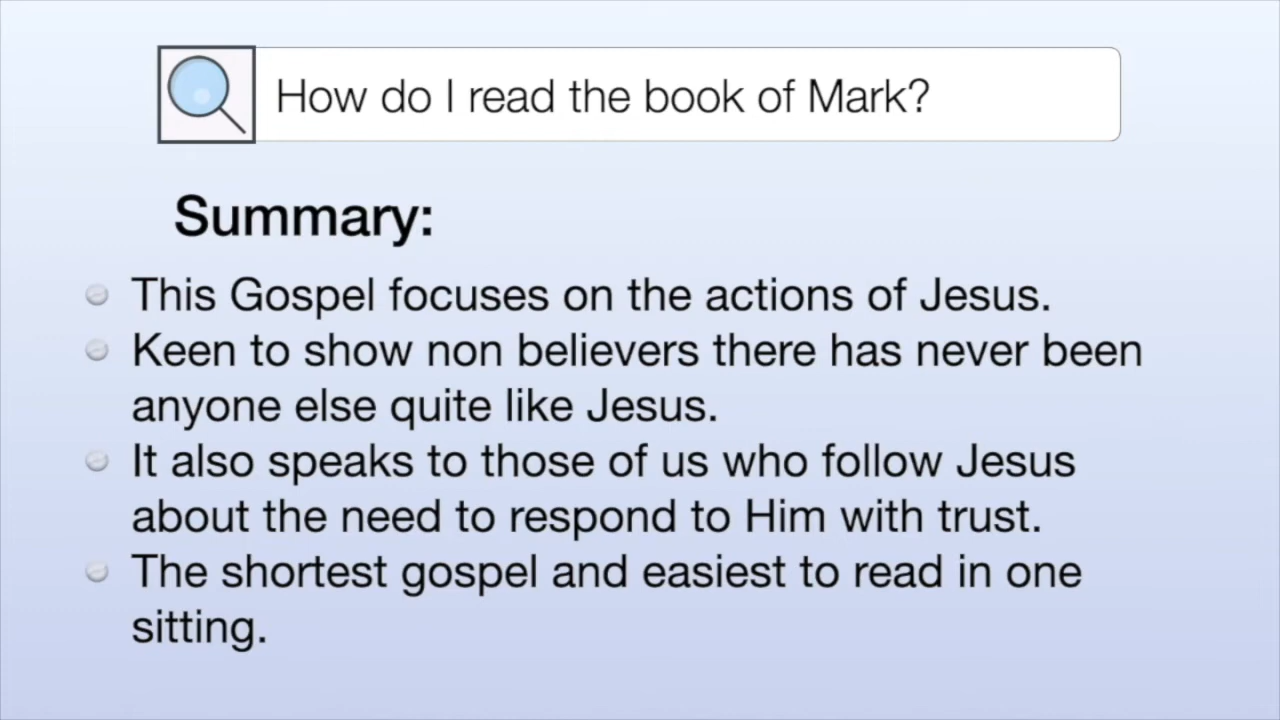 How do I read the book of Mark?
Summary:
This Gospel focuses on the actions of Jesus.
Keen to show non believers there has never been
anyone else quite like Jesus.
It also speaks to those of us who follow Jesus
about the need to respond to Him with trust.
The shortest gospel and easiest to read in one
sitting.